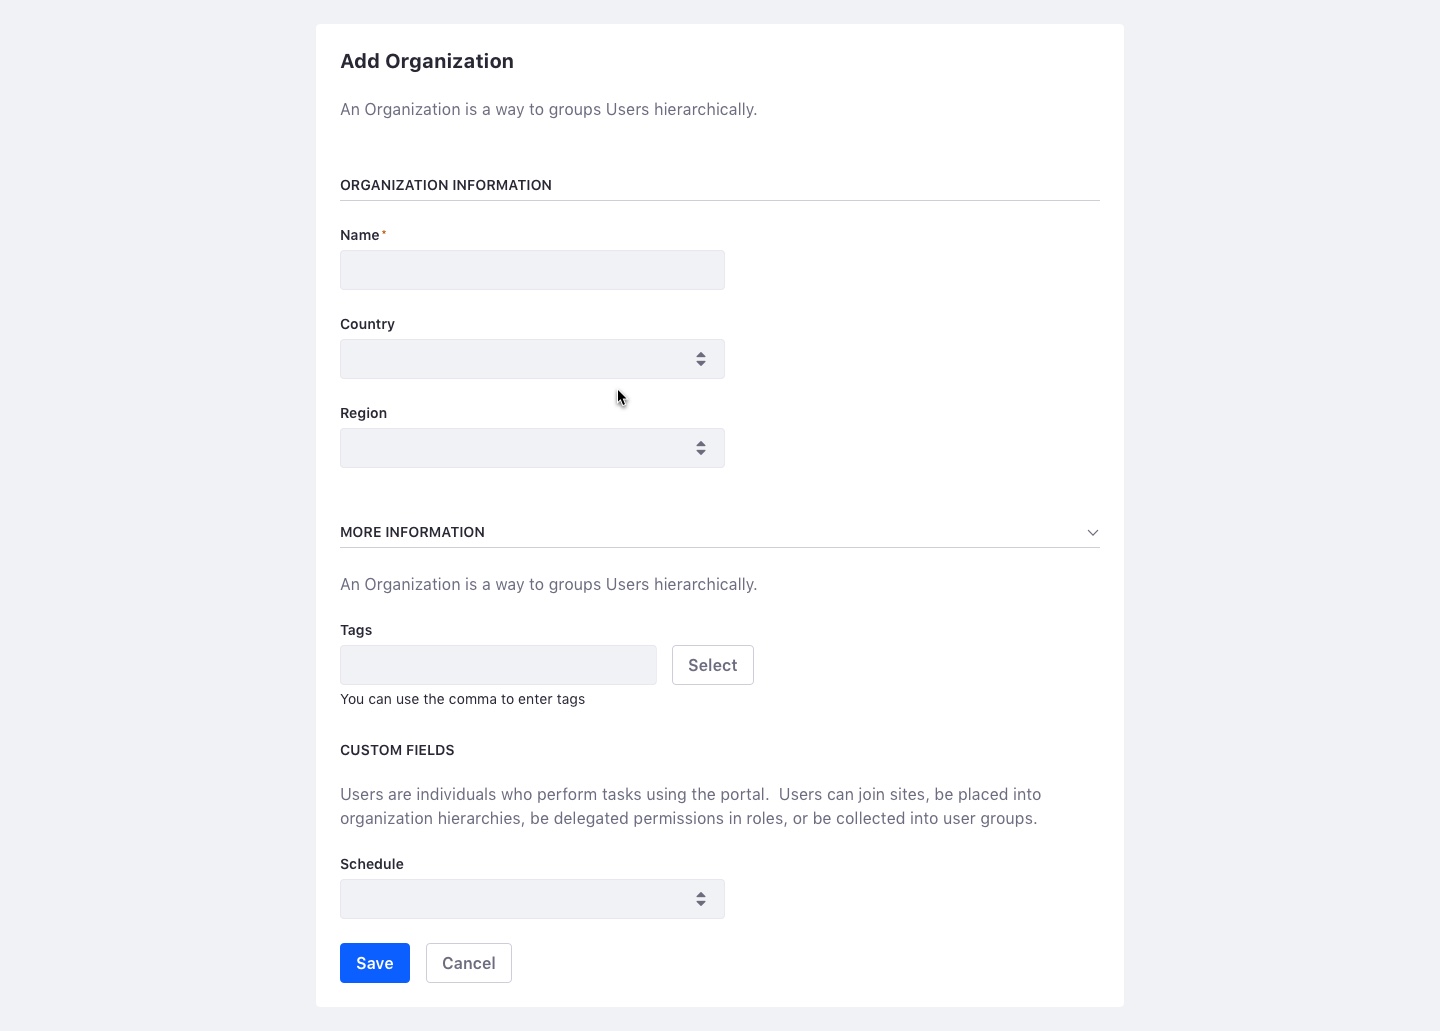 Add Organization
An Organization is a way to groups Users hierarchically.
ORGANIZATION INFORMATION
Name*
Country
Region
MORE INFORMATION
An Organization is a way to groups Users hierarchically.
Tags
Select
You can use the comma to enter tags
CUSTOM FIELDS
Users are individuals who perform tasks using the portal.  Users can join sites, be placed into
organization hierarchies, be delegated permissions in roles, or be collected into user groups.
Schedule
Save Cancel